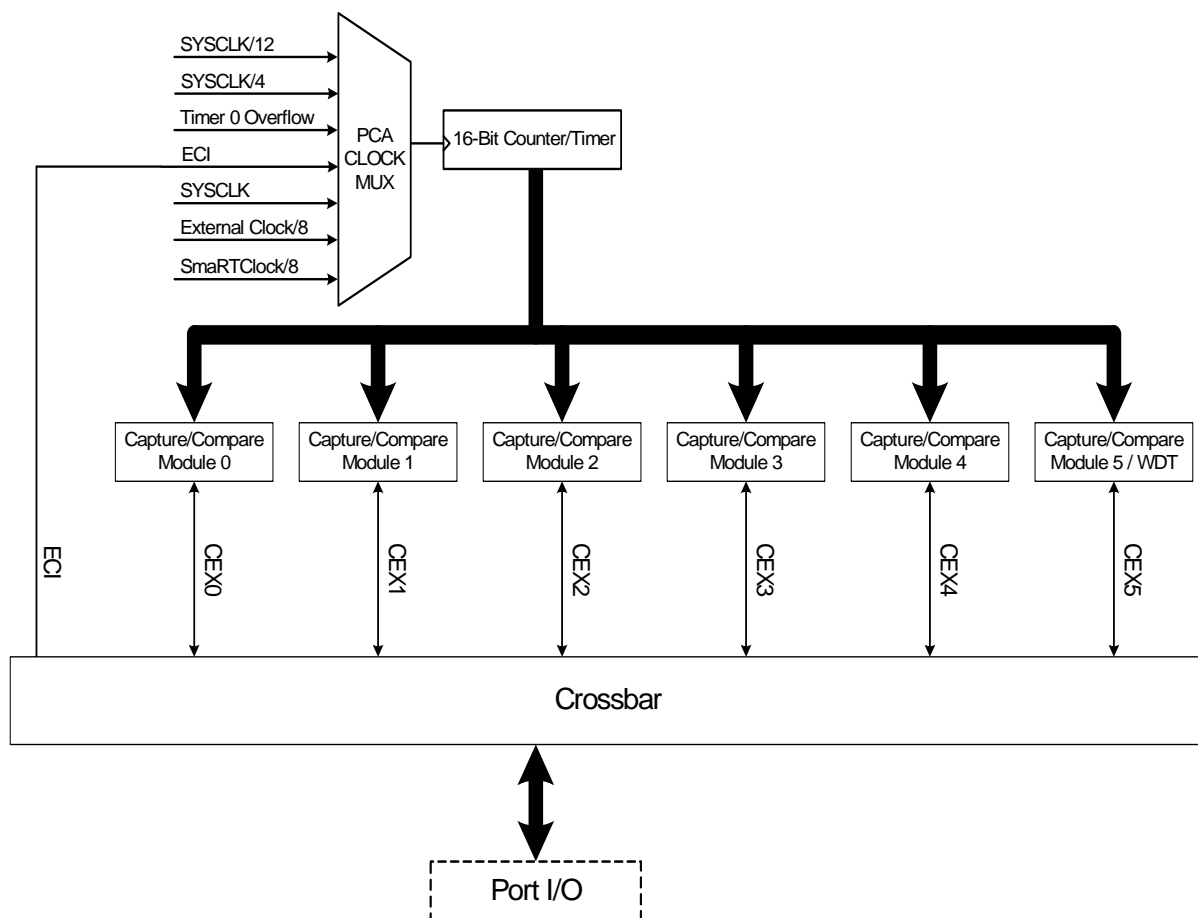 SYSCLK/12
SYSCLK/4
Timer 0 Overflow
ECI
SYSCLK
External Clock/8
SmaRTClock/8
PCA
CLOCK
MUX
16-Bit Counter/Timer
Capture/Compare
Module 0
Capture/Compare
Module 1
Capture/Compare
Module 2
Capture/Compare
Module 3
Capture/Compare
Module 4
Capture/Compare
Module 5 / WDT
ECI
CEX0
CEX1
CEX2
CEX3
CEX4
CEX5
Crossbar
Port I/O